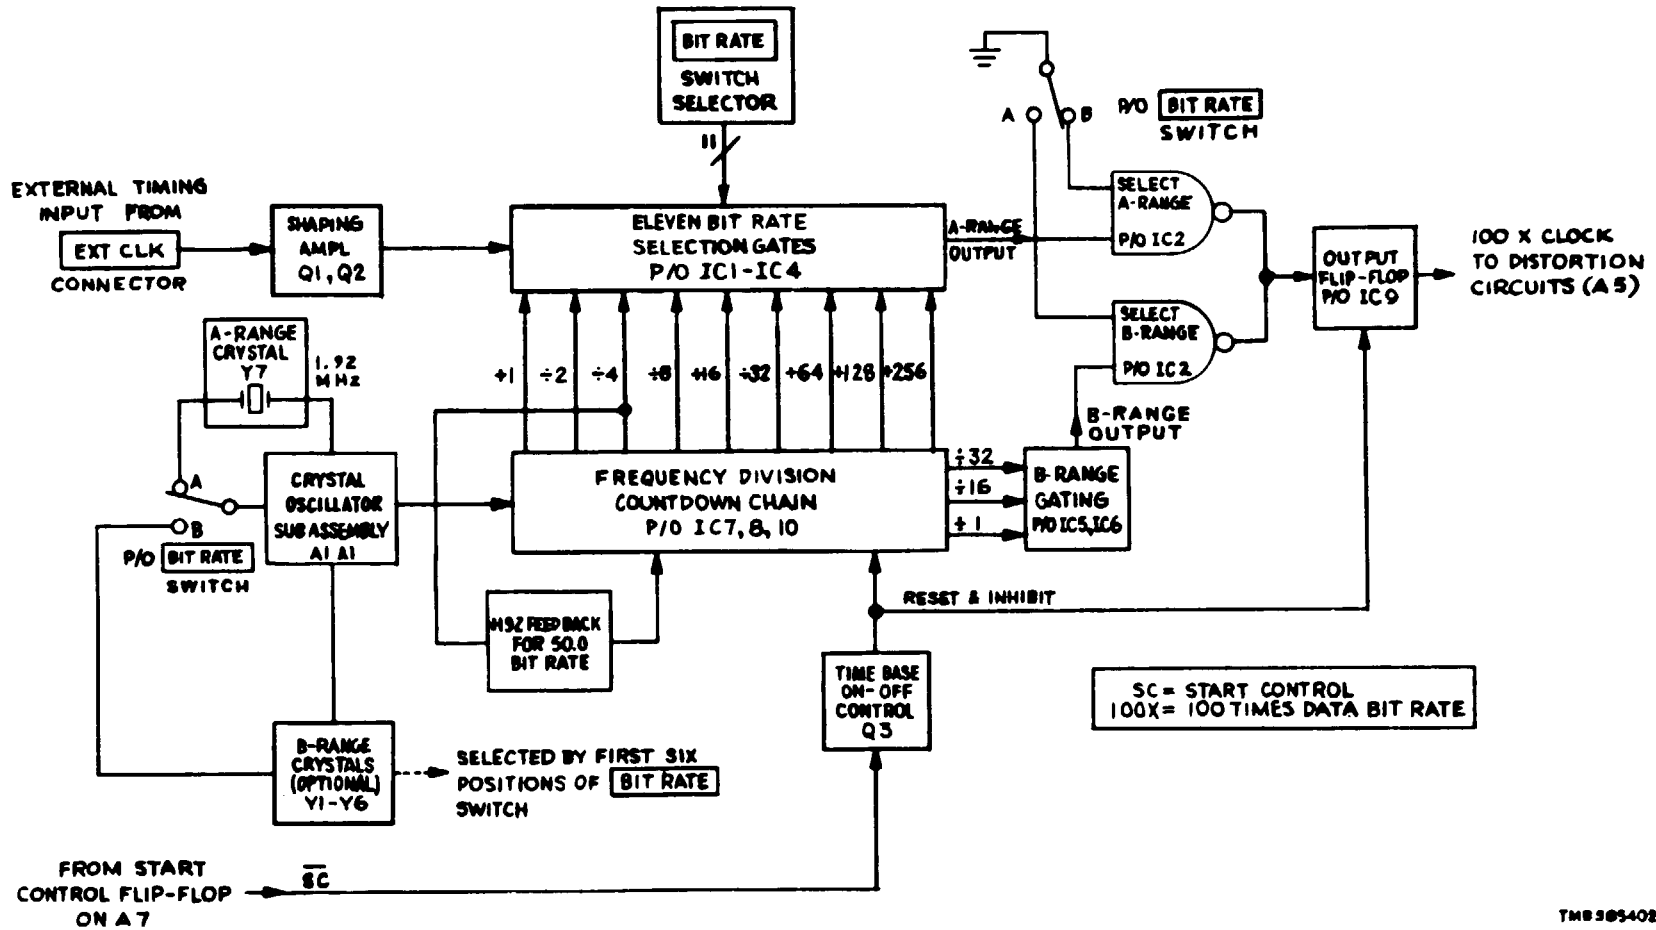 BIT RATE
SWITCH
SELECTOR
11
A
B
P/O BIT RATE
SWITCH
EXTERNAL TIMING
INPUT FROM
EXT CLK
CONNECTOR
SHAPING
AMPL
Q1, Q2
ELEVEN BIT RATE
SELECTION GATES
P/O IC1-IC4
A-RANGE
OUTPUT
SELECT
A-RANGE
P/O IC2
SELECT
B-RANGE
P/O IC2
OUTPUT
FLIP-FLOP
P/O IC9
100 X CLOCK
TO DISTORTION
CIRCUITS (A5)
A-RANGE
CRYSTAL
Y7
1.92
MHz
÷1
÷2
÷4
÷8
÷16
÷32
÷64
÷128
÷256
B-RANGE
OUTPUT
A
B
P/O BIT RATE
SWITCH
CRYSTAL
OSCILLATOR
SUB ASSEMBLY
A1 A1
FREQUENCY DIVISION
COUNTDOWN CHAIN
P/O IC7, 8, 10
÷32
÷16
÷1
B-RANGE
GATING
P/O IC5, IC6
÷192 FEEDBACK
FOR 50.0
BIT RATE
RESET & INHIBIT
TIME BASE
ON-OFF
CONTROL
Q3
SC = START CONTROL
100X = 100 TIMES DATA BIT RATE
B-RANGE
CRYSTALS
(OPTIONAL)
Y1-Y6
SELECTED BY FIRST SIX
POSITIONS OF BIT RATE
SWITCH
FROM START
CONTROL FLIP-FLOP
ON A7
S̅C̅